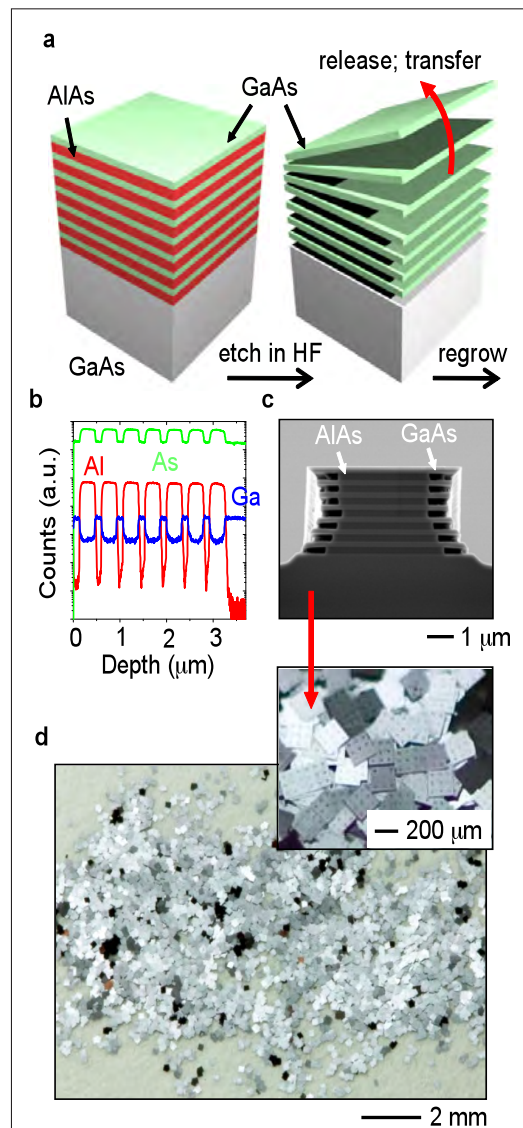 a
release; transfer
AlAs
GaAs
GaAs
etch in HF
regrow
b
Al
As
Ga
Counts (a.u.)
0 1 2 3
Depth (μm)
c
AlAs
GaAs
1 μm
200 μm
d
2 mm